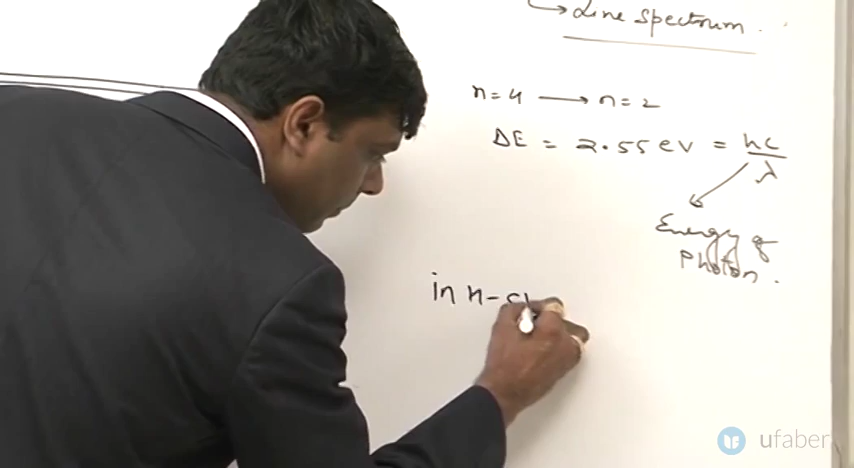 ↳ Line Spectrum.
n=4 ⟶ n=2
ΔE = 2.55 eV = hc/λ
Energy of
Photon.
in n-
ufaber